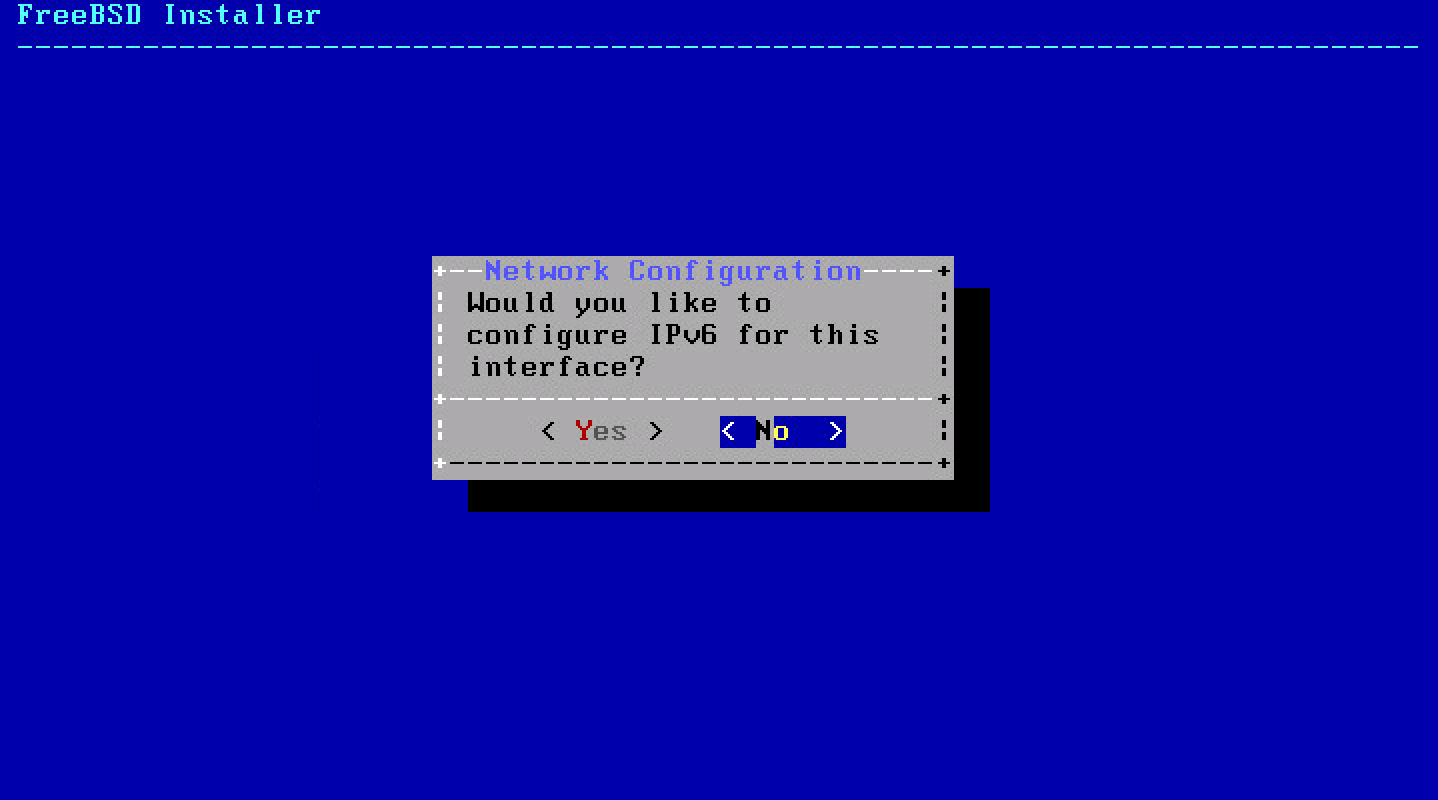 FreeBSD Installer
Network Configuration
Would you like to
configure IPv6 for this
interface?
< Yes > < No >